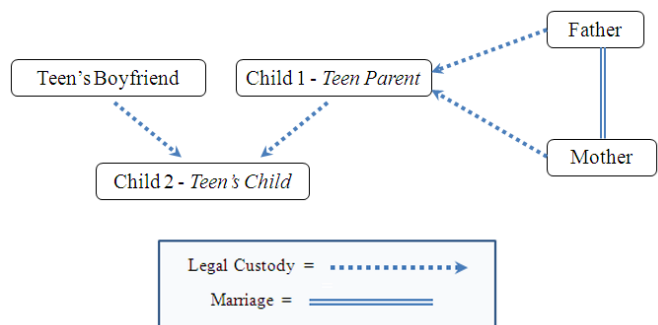 Father
Teen's Boyfriend
Child 1 - Teen Parent
Mother
Child 2 - Teen's Child
Legal Custody =
Marriage =